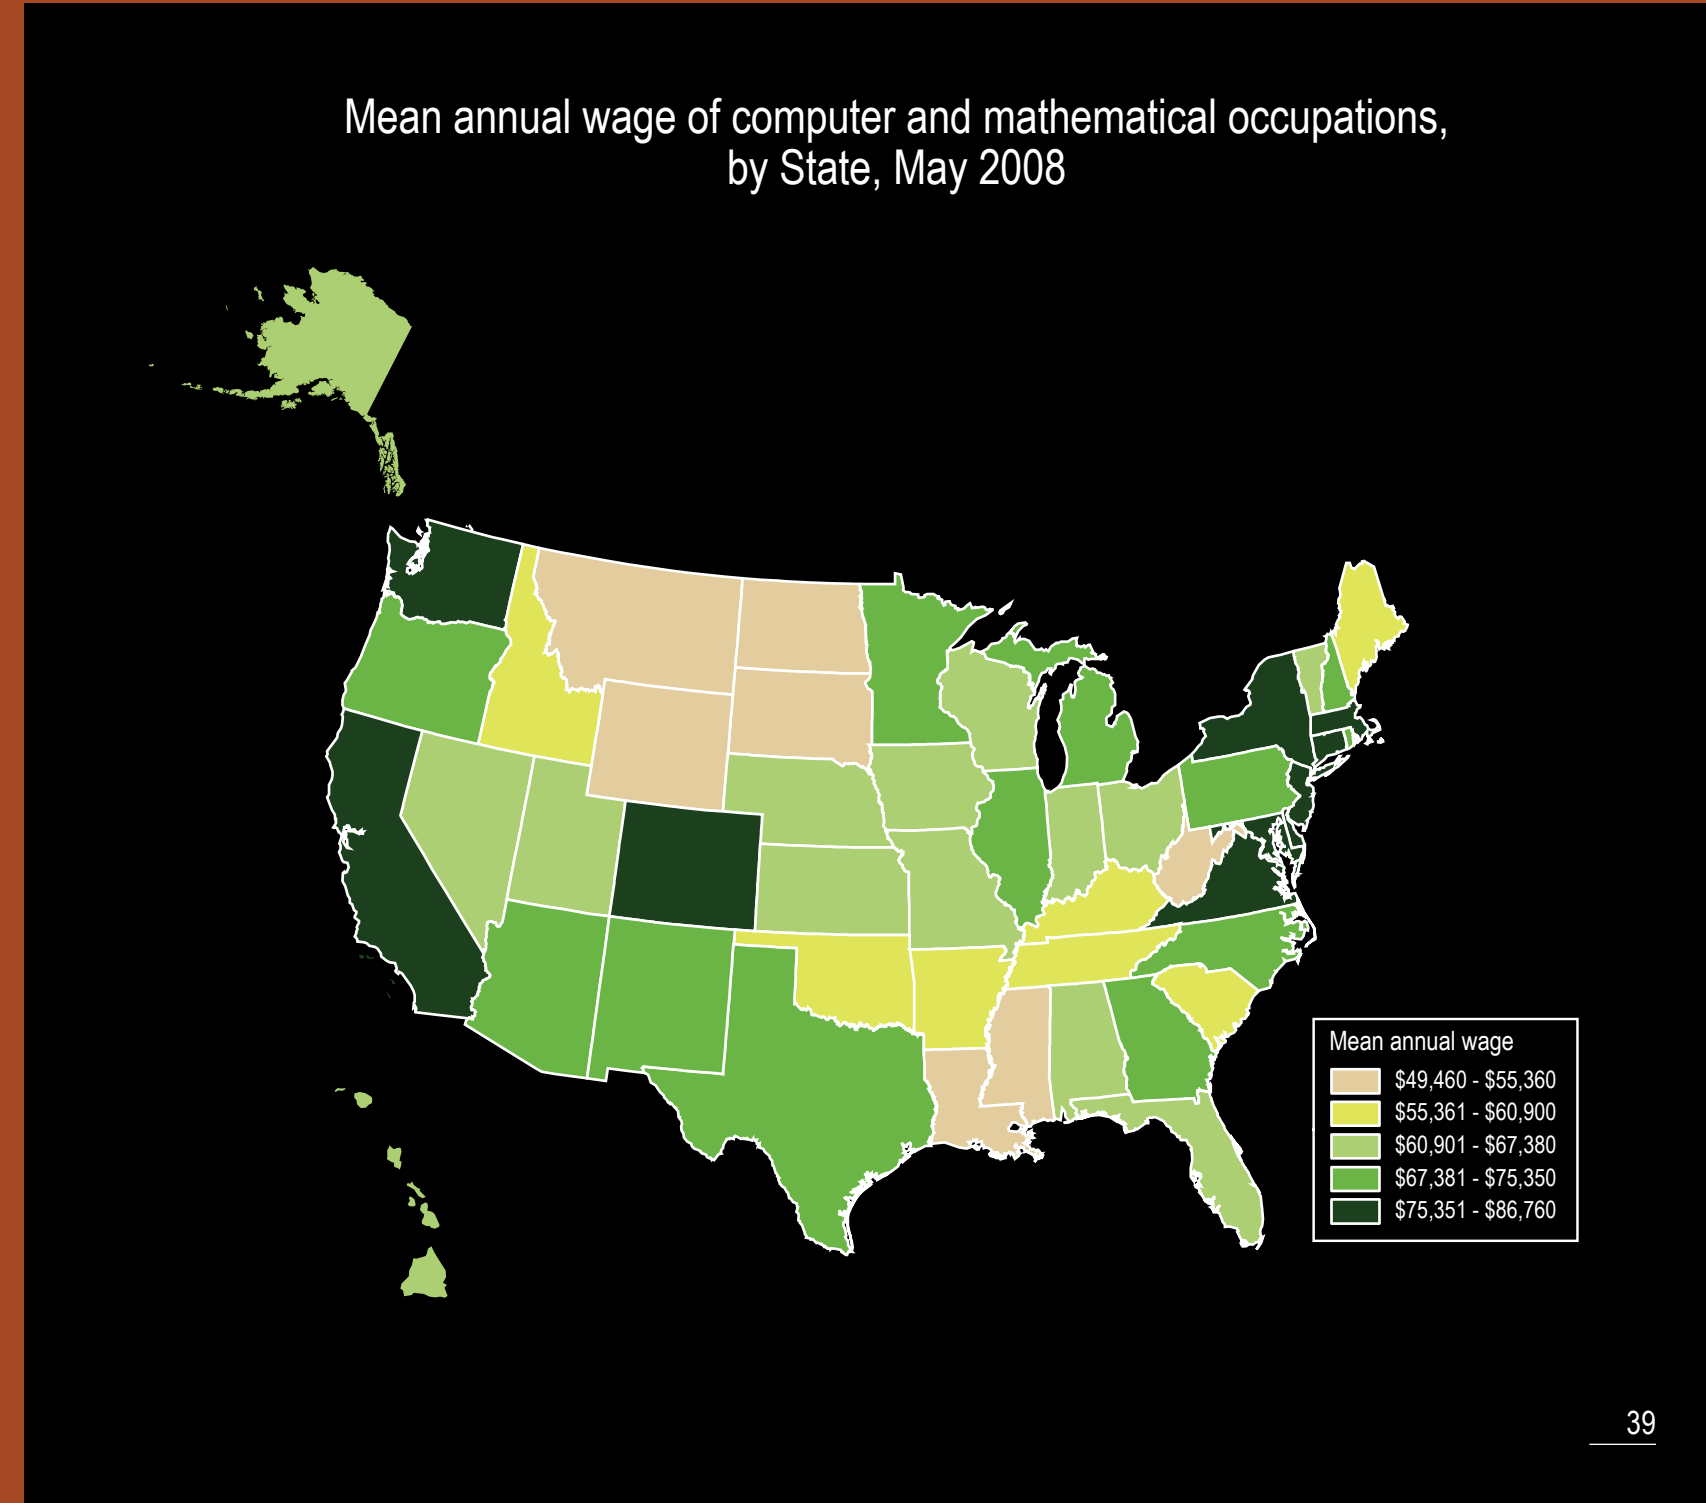 Mean annual wage of computer and mathematical occupations,
by State, May 2008
Mean annual wage
$49,460 - $55,360
$55,361 - $60,900
$60,901 - $67,380
$67,381 - $75,350
$75,351 - $86,760
39